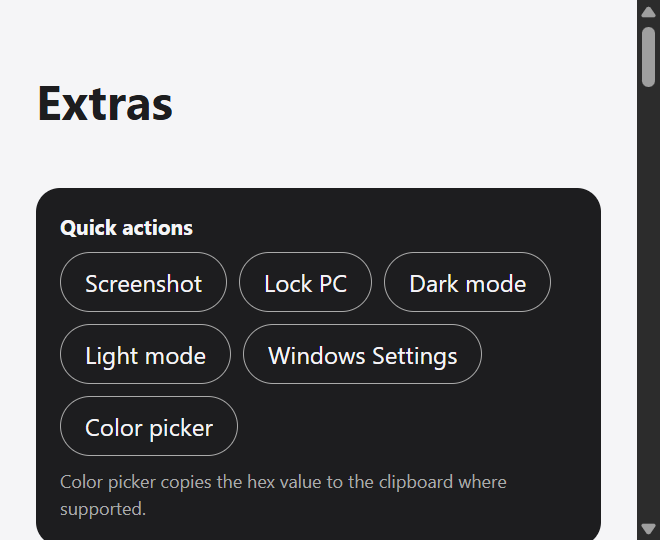 Extras
Quick actions
Screenshot
Lock PC
Dark mode
Light mode
Windows Settings
Color picker
Color picker copies the hex value to the clipboard where
supported.